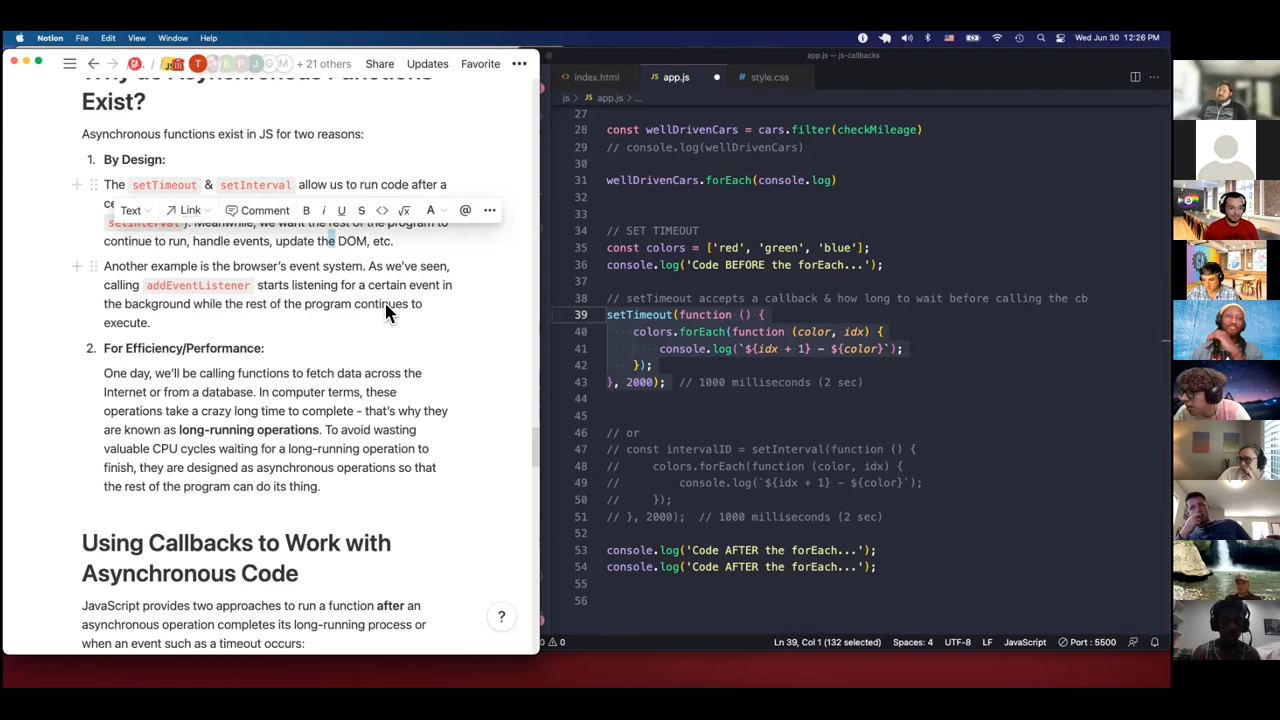 Notion File Edit View Window Help
Wed Jun 30 12:26 PM
T B P J G M + 21 others Share Updates Favorite •••
Exist?
Asynchronous functions exist in JS for two reasons:
1. By Design:
The setTimeout & setInterval allow us to run code after a
Text Link Comment B i U S <> √x A @ •••
setInterval). Meanwhile, we want the rest of the program to
continue to run, handle events, update the DOM, etc.
Another example is the browser’s event system. As we’ve seen,
calling addEventListener starts listening for a certain event in
the background while the rest of the program continues to
execute.
2. For Efficiency/Performance:
One day, we’ll be calling functions to fetch data across the
Internet or from a database. In computer terms, these
operations take a crazy long time to complete - that’s why they
are known as long-running operations. To avoid wasting
valuable CPU cycles waiting for a long-running operation to
finish, they are designed as asynchronous operations so that
the rest of the program can do its thing.
Using Callbacks to Work with
Asynchronous Code
JavaScript provides two approaches to run a function after an
asynchronous operation completes its long-running process or
when an event such as a timeout occurs:
?
app.js — js-callbacks
index.html app.js style.css
js > app.js > ...
27
28 const wellDrivenCars = cars.filter(checkMileage)
29 // console.log(wellDrivenCars)
30
31 wellDrivenCars.forEach(console.log)
32
33
34 // SET TIMEOUT
35 const colors = ['red', 'green', 'blue'];
36 console.log('Code BEFORE the forEach...');
37
38 // setTimeout accepts a callback & how long to wait before calling the cb
39 setTimeout(function () {
40 colors.forEach(function (color, idx) {
41 console.log(`${idx + 1} - ${color}`);
42 });
43 }, 2000); // 1000 milliseconds (2 sec)
44
45
46 // or
47 // const intervalID = setInterval(function () {
48 // colors.forEach(function (color, idx) {
49 // console.log(`${idx + 1} - ${color}`);
50 // });
51 // }, 2000); // 1000 milliseconds (2 sec)
52
53 console.log('Code AFTER the forEach...');
54 console.log('Code AFTER the forEach...');
55
56
0 Ln 39, Col 1 (132 selected) Spaces: 4 UTF-8 LF JavaScript Port : 5500